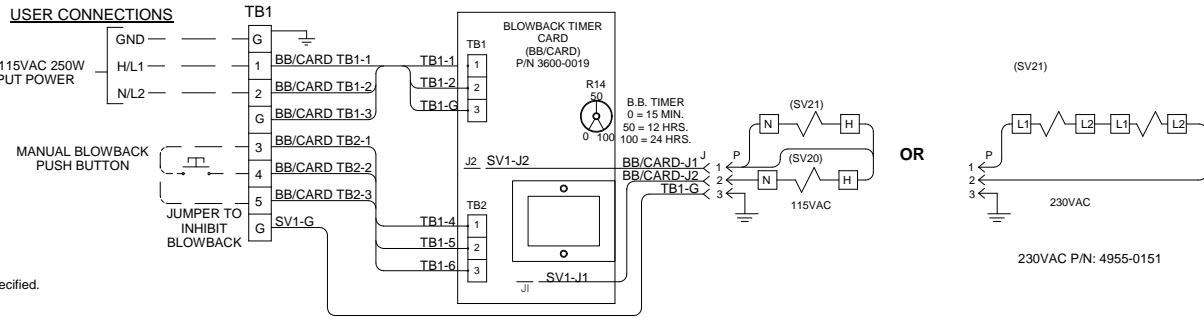 USER CONNECTIONS
TB1
GND
G
115VAC 250W
PUT POWER
H/L1
1
BB/CARD TB1-1
N/L2
2
BB/CARD TB1-2
G
BB/CARD TB1-3
MANUAL BLOWBACK
PUSH BUTTON
3
BB/CARD TB2-1
4
BB/CARD TB2-2
5
BB/CARD TB2-3
JUMPER TO
INHIBIT
BLOWBACK
G
SV1-G
ecified.
BLOWBACK TIMER
CARD
(BB/CARD)
P/N 3600-0019
TB1
TB1-1
1
TB1-2
2
TB1-G
3
R14
50
0 100
B.B. TIMER
0 = 15 MIN.
50 = 12 HRS.
100 = 24 HRS.
J2 SV1-J2
TB2
TB1-4
1
TB1-5
2
TB1-6
3
JI SV1-J1
BB/CARD-J1
BB/CARD-J2
TB1-G
J P
1
2
3
(SV21)
N H
(SV20)
N H
115VAC
OR
(SV21)
L1 L2 L1 L2
P
1
2
3
230VAC
230VAC P/N: 4955-0151